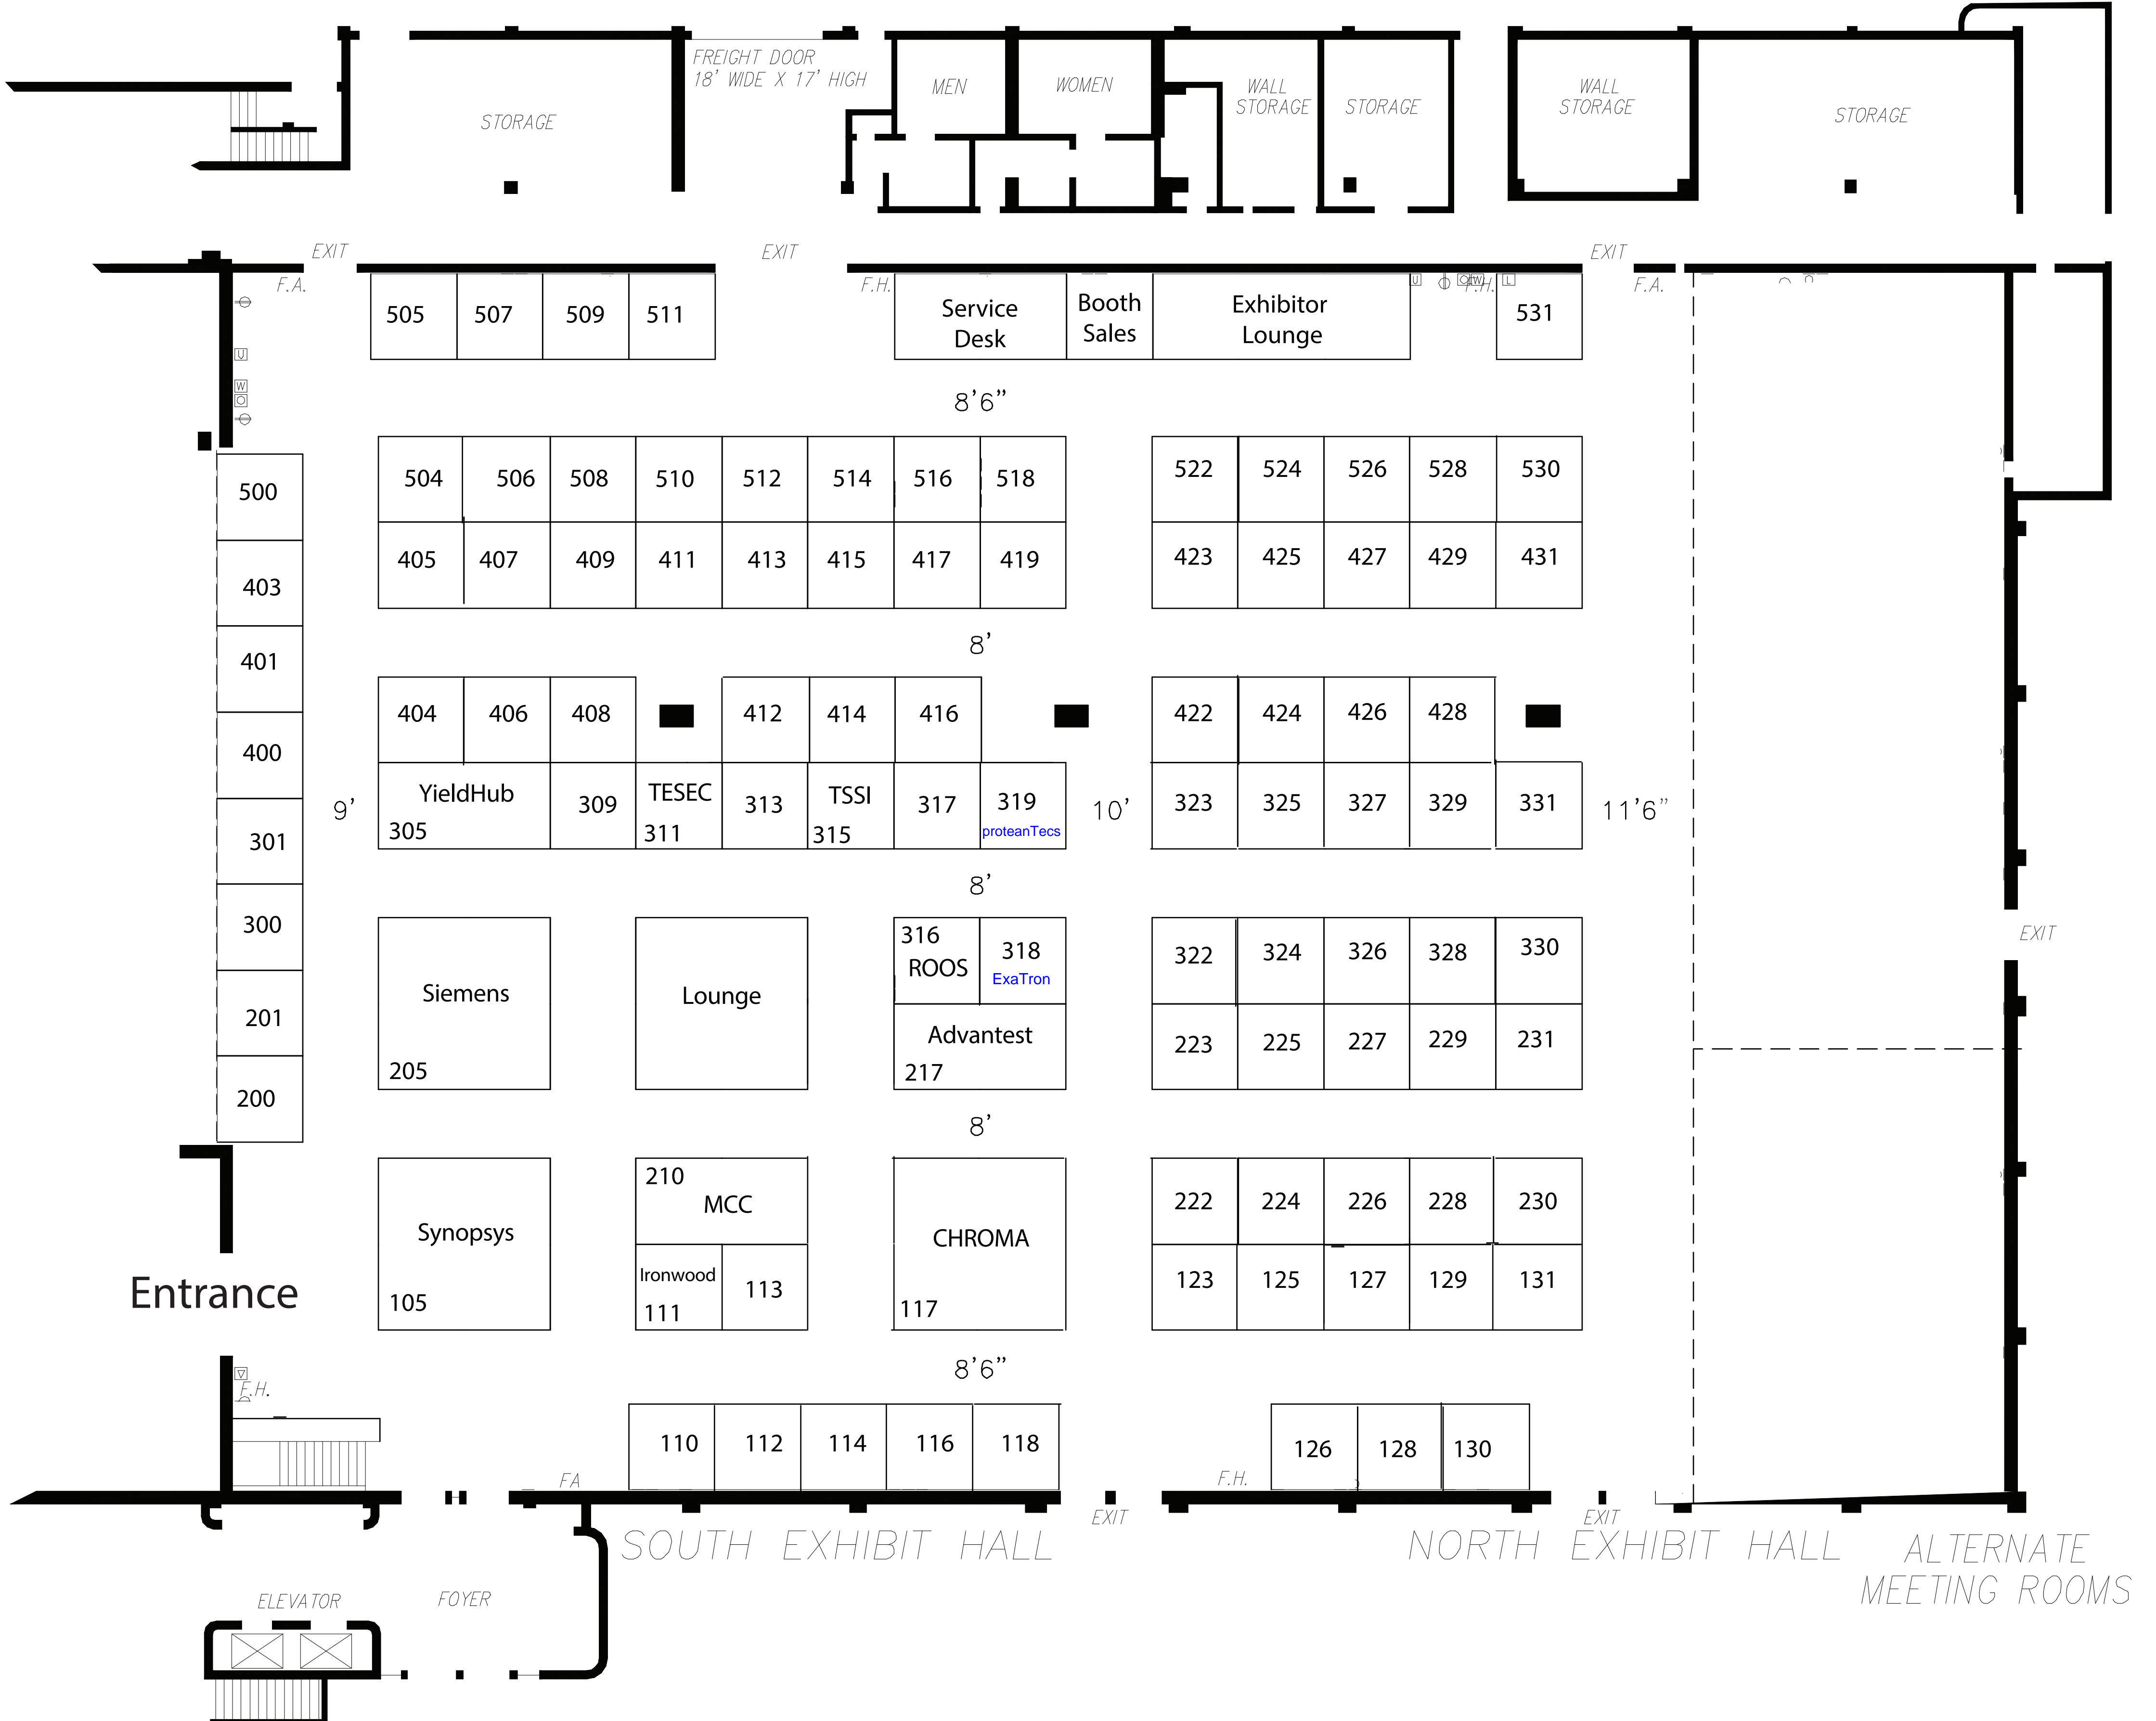 FREIGHT DOOR
18' WIDE X 17' HIGH
STORAGE
MEN
WOMEN
WALL
STORAGE
STORAGE
WALL
STORAGE
STORAGE
EXIT
EXIT
EXIT
F.A.
F.H.
F.H.
F.A.
U
W
L
505
507
509
511
Service
Desk
Booth
Sales
Exhibitor
Lounge
531
U
W
8'6”
500
504
506
508
510
512
514
516
518
522
524
526
528
530
403
405
407
409
411
413
415
417
419
423
425
427
429
431
401
8'
400
404
406
408
412
414
416
422
424
426
428
9'
YieldHub
305
309
TESEC
311
313
TSSI
315
317
319
proteanTecs
10'
323
325
327
329
331
11'6”
301
8'
300
Siemens
205
Lounge
316
ROOS
318
ExaTron
Advantest
217
322
324
326
328
330
EXIT
201
223
225
227
229
231
200
8'
Synopsys
105
210
MCC
Ironwood
111
113
CHROMA
117
222
224
226
228
230
123
125
127
129
131
Entrance
8'6”
F.H.
110
112
114
116
118
126
128
130
FA
F.H.
EXIT
EXIT
SOUTH EXHIBIT HALL
NORTH EXHIBIT HALL
ALTERNATE
MEETING ROOMS
ELEVATOR
FOYER